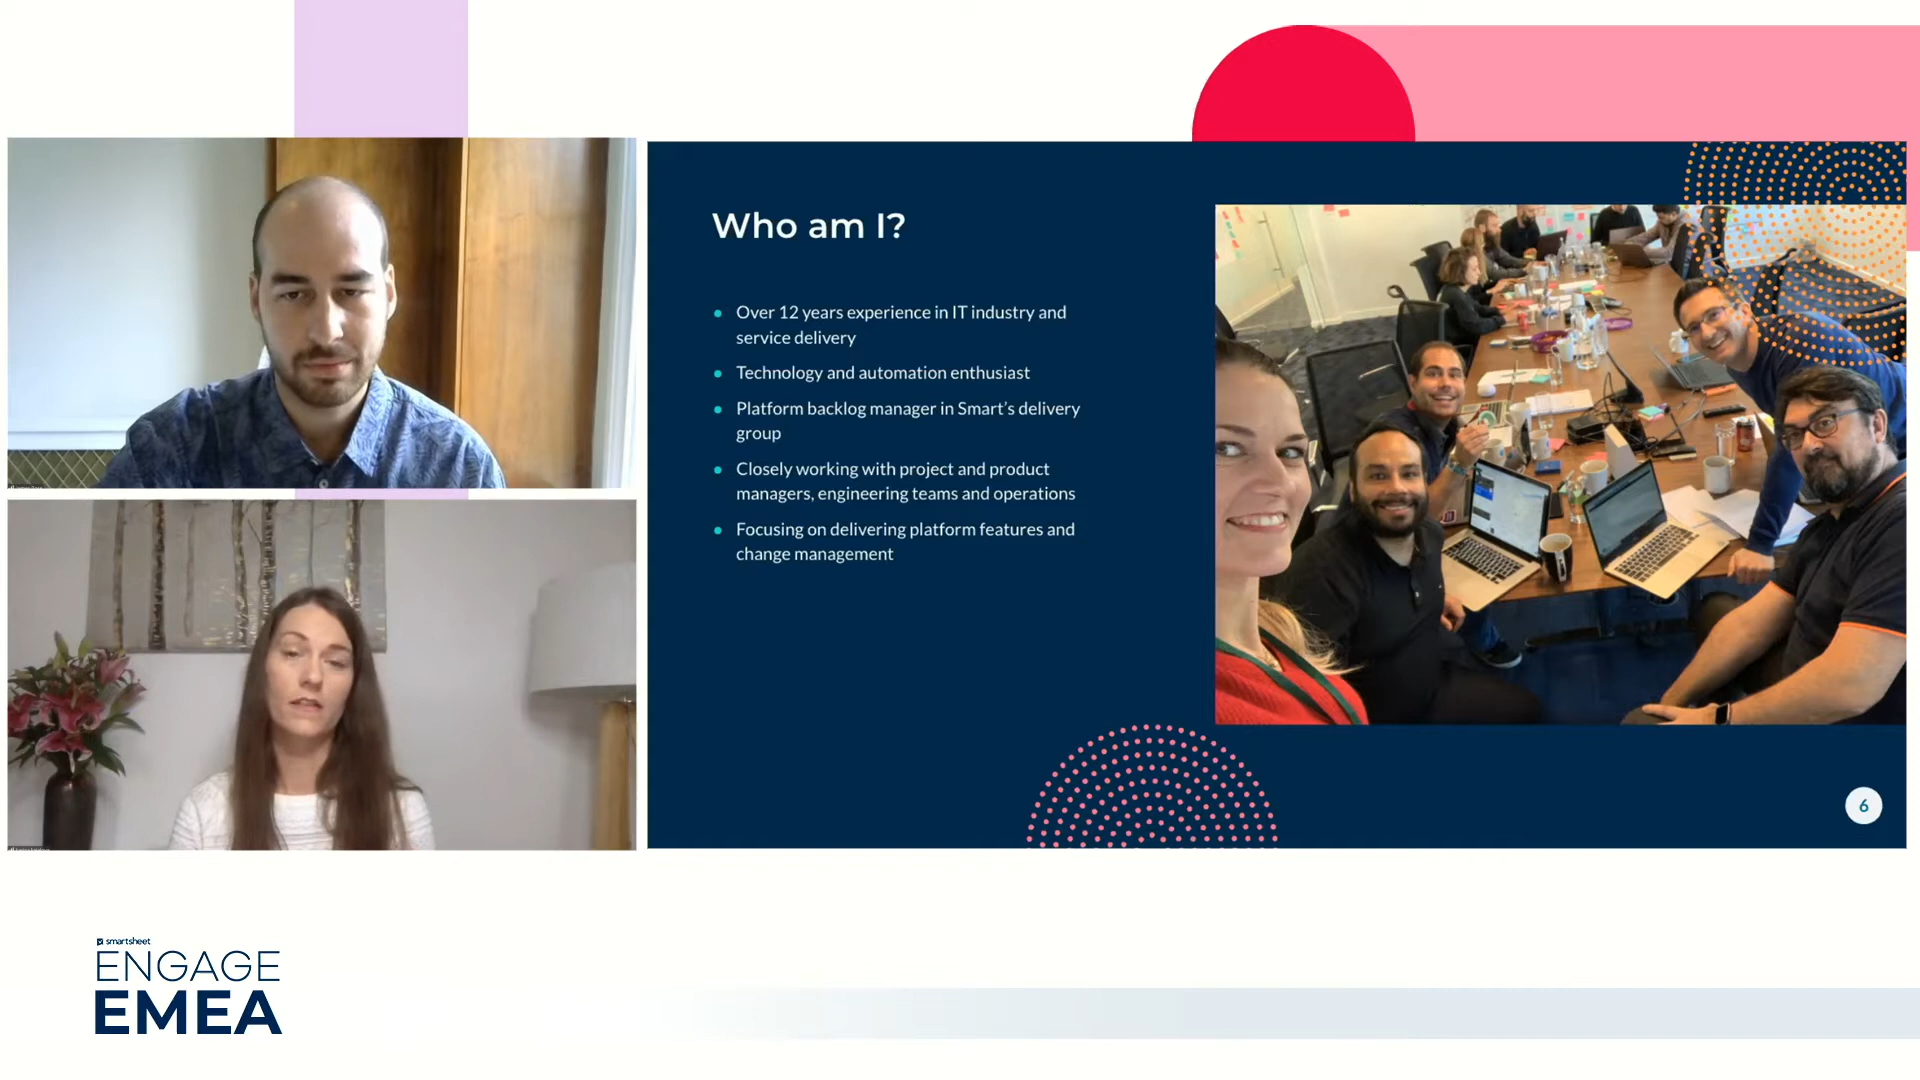 Who am I?
Over 12 years experience in IT industry and
service delivery
Technology and automation enthusiast
Platform backlog manager in Smart's delivery
group
Closely working with project and product
managers, engineering teams and operations
Focusing on delivering platform features and
change management
6
smartsheet
ENGAGE
EMEA